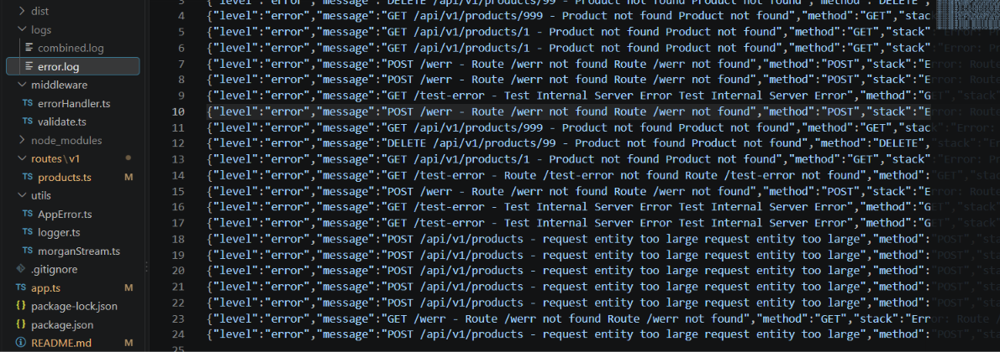 dist
logs
combined.log
error.log
middleware
TS errorHandler.ts
TS validate.ts
node_modules
routes\v1
TS products.ts M
utils
TS AppError.ts
TS logger.ts
TS morganStream.ts
.gitignore
TS app.ts M
{} package-lock.json
{} package.json
README.md M
3 {"level":"error","message":"DELETE /api/v1/products/99 - Product not found Product not found","method":"DELETE",
4 {"level":"error","message":"GET /api/v1/products/999 - Product not found Product not found","method":"GET","stack
5 {"level":"error","message":"GET /api/v1/products/1 - Product not found Product not found","method":"GET","stack":"Error: Pr
6 {"level":"error","message":"GET /api/v1/products/1 - Product not found Product not found","method":"GET","stack":"Error: Pr
7 {"level":"error","message":"POST /werr - Route /werr not found Route /werr not found","method":"POST","stack":"Error: Route
8 {"level":"error","message":"POST /werr - Route /werr not found Route /werr not found","method":"POST","stack":"Error: Route
9 {"level":"error","message":"GET /test-error - Test Internal Server Error Test Internal Server Error","method":"GET","stack
10 {"level":"error","message":"POST /werr - Route /werr not found Route /werr not found","method":"POST","stack":"Error: Route
11 {"level":"error","message":"GET /api/v1/products/999 - Product not found Product not found","method":"GET","stack":"Error:
12 {"level":"error","message":"DELETE /api/v1/products/99 - Product not found Product not found","method":"DELETE",
13 {"level":"error","message":"GET /api/v1/products/1 - Product not found Product not found","method":"GET","stack":"Error: Pr
14 {"level":"error","message":"GET /test-error - Route /test-error not found Route /test-error not found","method":"GET","sta
15 {"level":"error","message":"POST /werr - Route /werr not found Route /werr not found","method":"POST","stack":"Error: Route
16 {"level":"error","message":"GET /test-error - Test Internal Server Error Test Internal Server Error","method":"GET","stack
17 {"level":"error","message":"GET /test-error - Test Internal Server Error Test Internal Server Error","method":"GET","stack
18 {"level":"error","message":"POST /api/v1/products - request entity too large request entity too large","method":"POST","sta
19 {"level":"error","message":"POST /api/v1/products - request entity too large request entity too large","method":"POST","sta
20 {"level":"error","message":"POST /api/v1/products - request entity too large request entity too large","method":"POST","sta
21 {"level":"error","message":"POST /api/v1/products - request entity too large request entity too large","method":"POST","sta
22 {"level":"error","message":"POST /api/v1/products - request entity too large request entity too large","method":"POST","sta
23 {"level":"error","message":"GET /werr - Route /werr not found Route /werr not found","method":"GET","stack":"Error: Route /
24 {"level":"error","message":"POST /api/v1/products - request entity too large request entity too large","method":"POST","sta
25